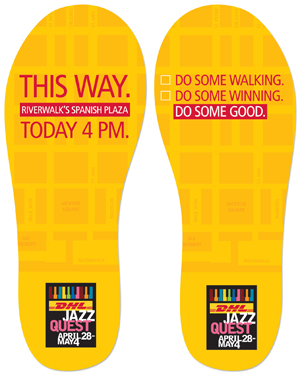 THIS WAY.
RIVERWALK'S SPANISH PLAZA
TODAY 4 PM.
DHL
JAZZ
QUEST
APRIL 28-
MAY 4
DO SOME WALKING.
DO SOME WINNING.
DO SOME GOOD.
DHL
JAZZ
QUEST
APRIL 28-
MAY 4